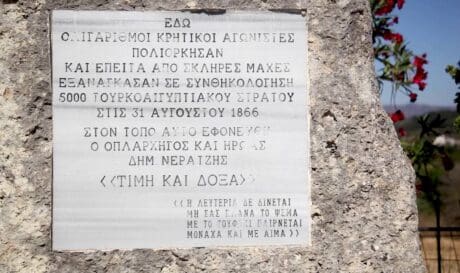 ΕΔΩ
ΟΛΙΓΑΡΙΘΜΟΙ ΚΡΗΤΙΚΟΙ ΑΓΩΝΙΣΤΕΣ
ΠΟΛΙΟΡΚΗΣΑΝ
ΚΑΙ ΕΠΕΙΤΑ ΑΠΟ ΣΚΛΗΡΕΣ ΜΑΧΕΣ
ΕΞΑΝΑΓΚΑΣΑΝ ΣΕ ΣΥΝΘΗΚΟΛΟΓΗΣΗ
5000 ΤΟΥΡΚΟΑΙΓΥΠΤΙΑΚΟΥ ΣΤΡΑΤΟΥ
ΣΤΙΣ 31 ΑΥΓΟΥΣΤΟΥ 1866
ΣΤΟΝ ΤΟΠΟ ΑΥΤΟ ΕΦΟΝΕΥΘΗ
Ο ΟΠΛΑΡΧΗΓΟΣ ΚΑΙ ΗΡΩΑΣ
ΔΗΜ ΝΕΡΑΤΖΗΣ
<<ΤΙΜΗ ΚΑΙ ΔΟΞΑ>>
<<Η ΛΕΥΤΕΡΙΑ ΔΕ ΔΙΝΕΤΑΙ
ΜΗ ΣΑΣ ΠΛΑΝΑ ΤΟ ΨΕΜΑ
ΜΕ ΤΟ ΤΟΥΦΕΚΙ ΠΑΙΡΝΕΤΑΙ
ΜΟΝΑΧΑ ΚΑΙ ΜΕ ΑΙΜΑ>>